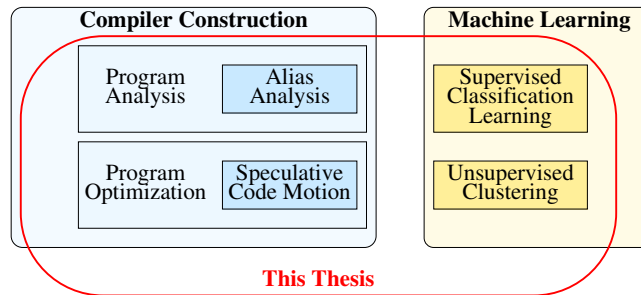 Compiler Construction
Machine Learning
Program
Analysis
Alias
Analysis
Supervised
Classification
Learning
Program
Optimization
Speculative
Code Motion
Unsupervised
Clustering
This Thesis